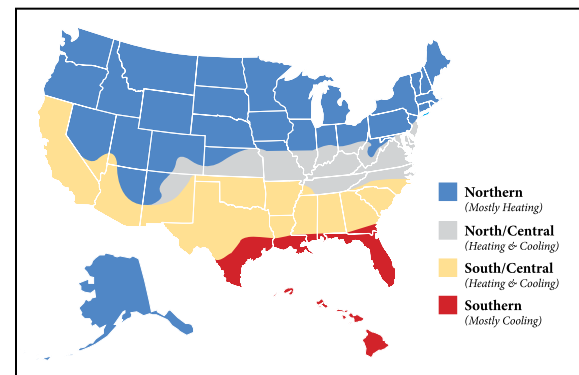 Northern
(Mostly Heating)
North/Central
(Heating & Cooling)
South/Central
(Heating & Cooling)
Southern
(Mostly Cooling)